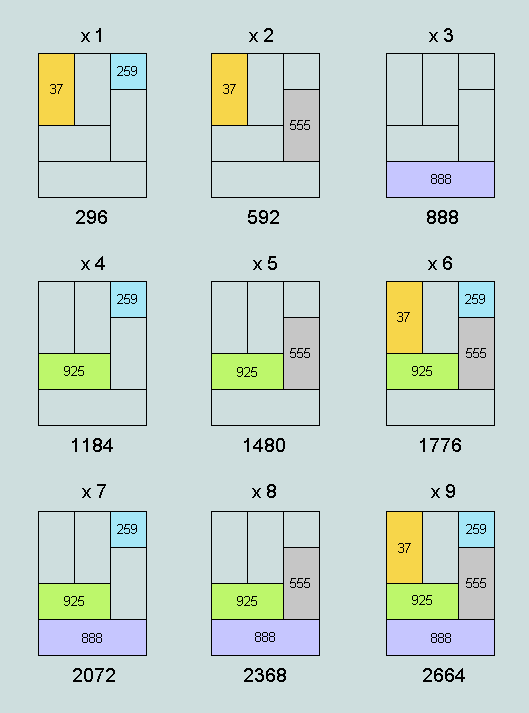 x 1 x 2 x 3
259
37 37
555
888
296 592 888
x 4 x 5 x 6
259 259
37
555 555
925 925 925
1184 1480 1776
x 7 x 8 x 9
259 259
37
555 555
925 925 925
888 888 888
2072 2368 2664